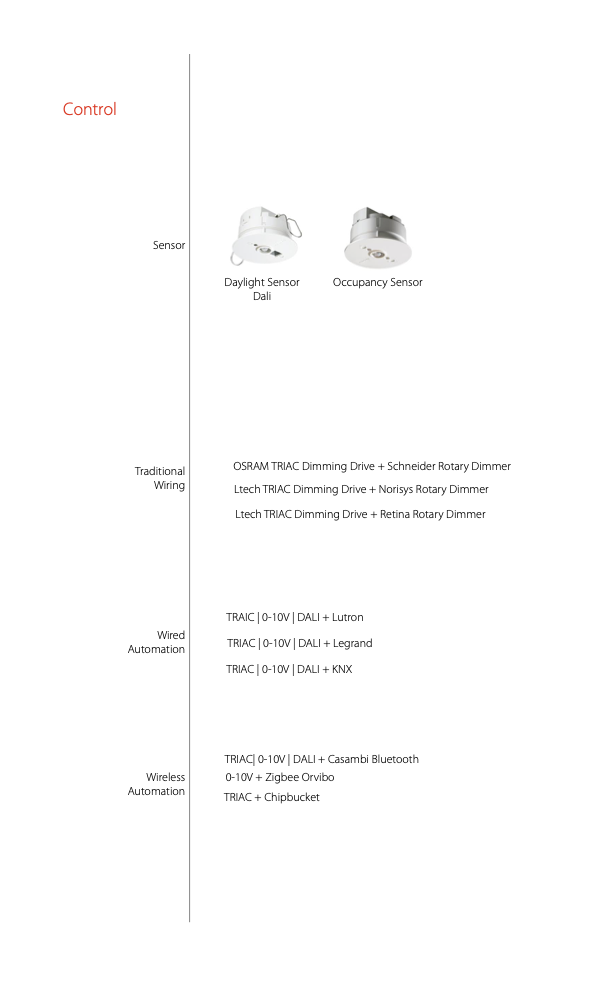 Control
Sensor
Daylight Sensor
Dali
Occupancy Sensor
Traditional
Wiring
OSRAM TRIAC Dimming Drive + Schneider Rotary Dimmer
Ltech TRIAC Dimming Drive + Norisys Rotary Dimmer
Ltech TRIAC Dimming Drive + Retina Rotary Dimmer
Wired
Automation
TRAIC | 0-10V | DALI + Lutron
TRIAC | 0-10V | DALI + Legrand
TRIAC | 0-10V | DALI + KNX
Wireless
Automation
TRIAC| 0-10V | DALI + Casambi Bluetooth
0-10V + Zigbee Orvibo
TRIAC + Chipbucket